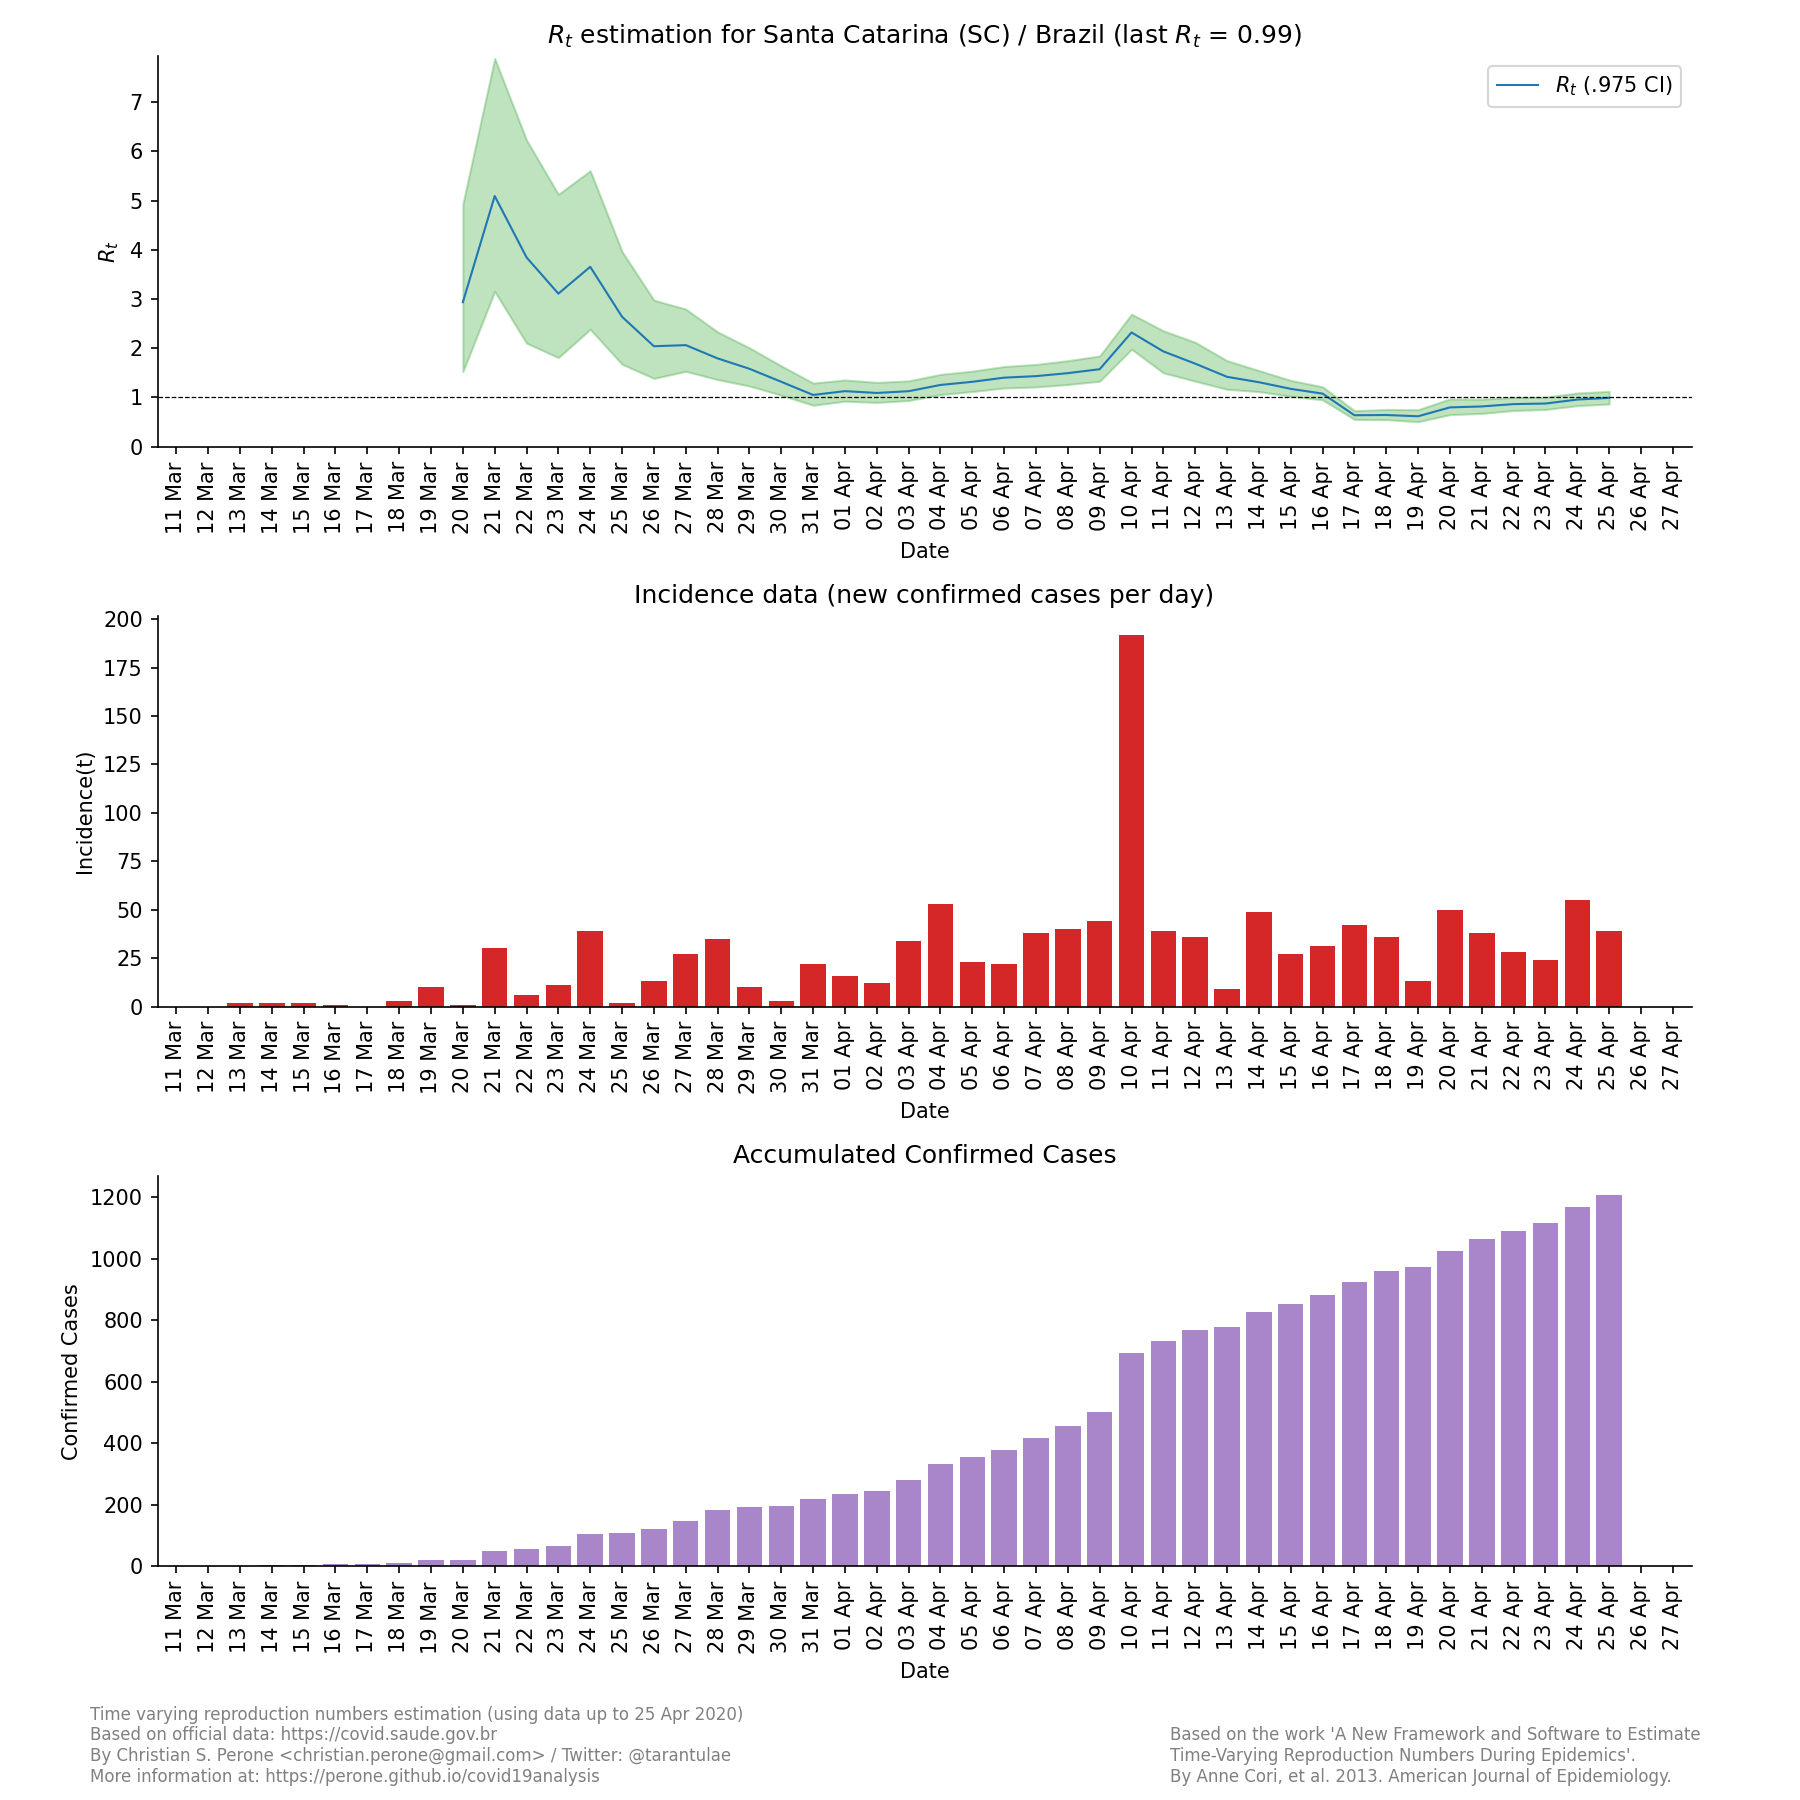 Rt estimation for Santa Catarina (SC) / Brazil (last Rt = 0.99)
Rt (.975 CI)
Rt
7
6
5
4
3
2
1
0
11 Mar
12 Mar
13 Mar
14 Mar
15 Mar
16 Mar
17 Mar
18 Mar
19 Mar
20 Mar
21 Mar
22 Mar
23 Mar
24 Mar
25 Mar
26 Mar
27 Mar
28 Mar
29 Mar
30 Mar
31 Mar
01 Apr
02 Apr
03 Apr
04 Apr
05 Apr
06 Apr
07 Apr
08 Apr
09 Apr
10 Apr
11 Apr
12 Apr
13 Apr
14 Apr
15 Apr
16 Apr
17 Apr
18 Apr
19 Apr
20 Apr
21 Apr
22 Apr
23 Apr
24 Apr
25 Apr
26 Apr
27 Apr
Date
Incidence data (new confirmed cases per day)
Incidence(t)
200
175
150
125
100
75
50
25
0
11 Mar
12 Mar
13 Mar
14 Mar
15 Mar
16 Mar
17 Mar
18 Mar
19 Mar
20 Mar
21 Mar
22 Mar
23 Mar
24 Mar
25 Mar
26 Mar
27 Mar
28 Mar
29 Mar
30 Mar
31 Mar
01 Apr
02 Apr
03 Apr
04 Apr
05 Apr
06 Apr
07 Apr
08 Apr
09 Apr
10 Apr
11 Apr
12 Apr
13 Apr
14 Apr
15 Apr
16 Apr
17 Apr
18 Apr
19 Apr
20 Apr
21 Apr
22 Apr
23 Apr
24 Apr
25 Apr
26 Apr
27 Apr
Date
Accumulated Confirmed Cases
Confirmed Cases
1200
1000
800
600
400
200
0
11 Mar
12 Mar
13 Mar
14 Mar
15 Mar
16 Mar
17 Mar
18 Mar
19 Mar
20 Mar
21 Mar
22 Mar
23 Mar
24 Mar
25 Mar
26 Mar
27 Mar
28 Mar
29 Mar
30 Mar
31 Mar
01 Apr
02 Apr
03 Apr
04 Apr
05 Apr
06 Apr
07 Apr
08 Apr
09 Apr
10 Apr
11 Apr
12 Apr
13 Apr
14 Apr
15 Apr
16 Apr
17 Apr
18 Apr
19 Apr
20 Apr
21 Apr
22 Apr
23 Apr
24 Apr
25 Apr
26 Apr
27 Apr
Date
Time varying reproduction numbers estimation (using data up to 25 Apr 2020)
Based on official data: https://covid.saude.gov.br
By Christian S. Perone <christian.perone@gmail.com> / Twitter: @tarantulae
More information at: https://perone.github.io/covid19analysis
Based on the work 'A New Framework and Software to Estimate
Time-Varying Reproduction Numbers During Epidemics'.
By Anne Cori, et al. 2013. American Journal of Epidemiology.